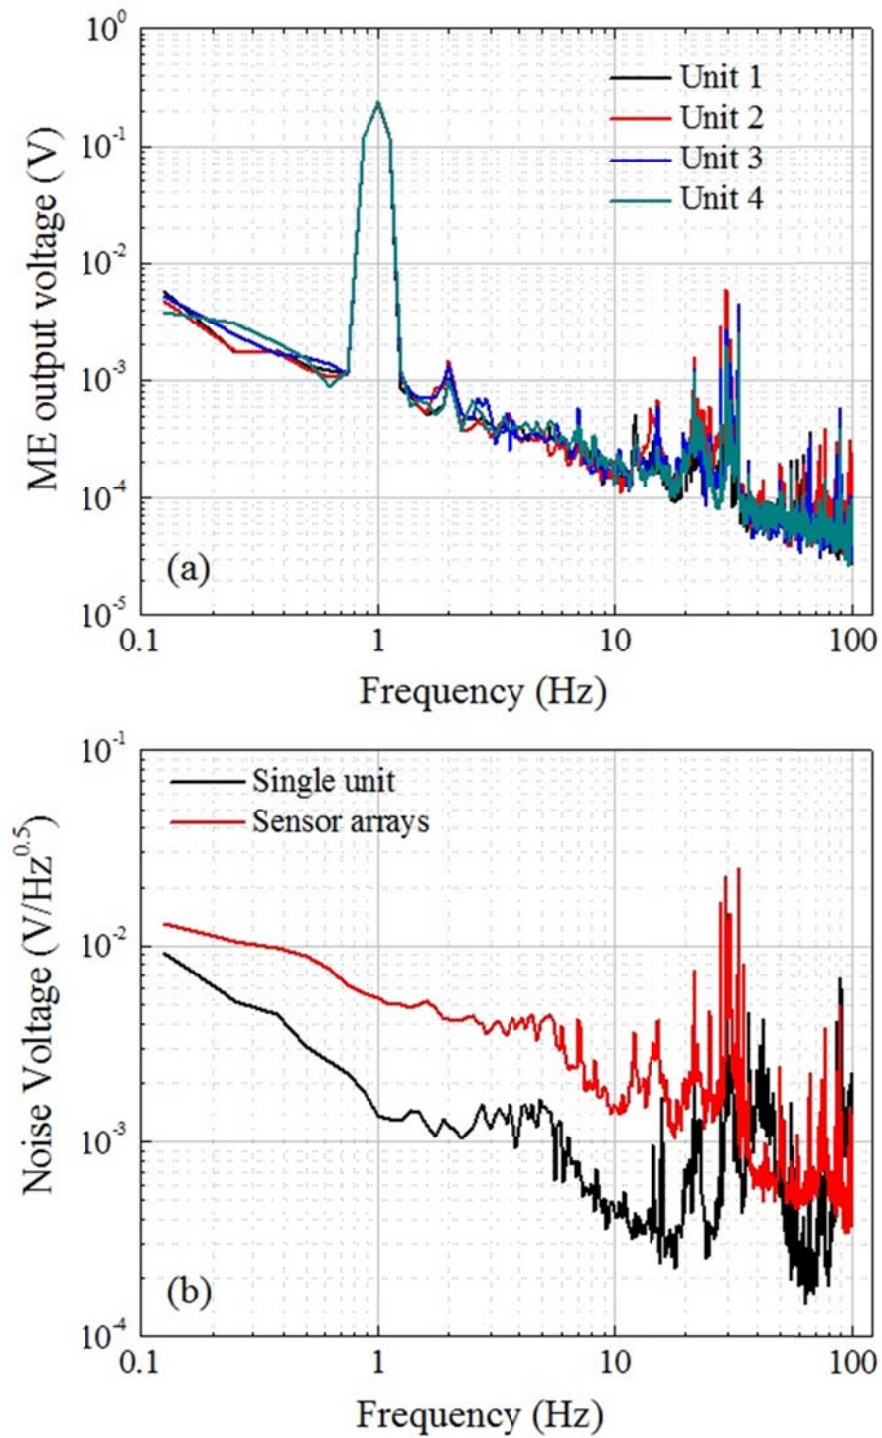 10^0
10^-1
10^-2
10^-3
10^-4
10^-5
ME output voltage (V)
Unit 1
Unit 2
Unit 3
Unit 4
(a)
0.1 1 10 100
Frequency (Hz)
10^-1
10^-2
10^-3
10^-4
Noise Voltage (V/Hz^0.5)
Single unit
Sensor arrays
(b)
0.1 1 10 100
Frequency (Hz)